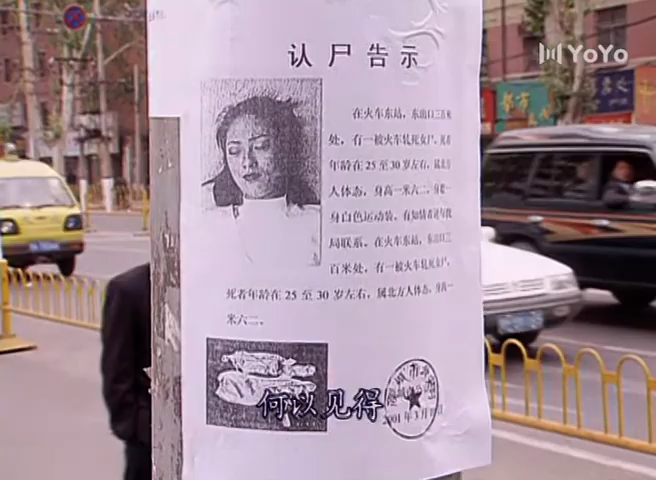 YoYo
认尸告示
在火车东站，东出口三百米
处，有一被火车轧死女尸，死者
年龄在25至30岁左右，属北方
人体态，身高一米六二，身着一
身白色运动装，有知情者速与我
局联系。在火车东站，东出口三
百米处，有一被火车轧死女尸，
死者年龄在25至30岁左右，属北方人体态，身高一
米六二。
何以见得
2001年3月